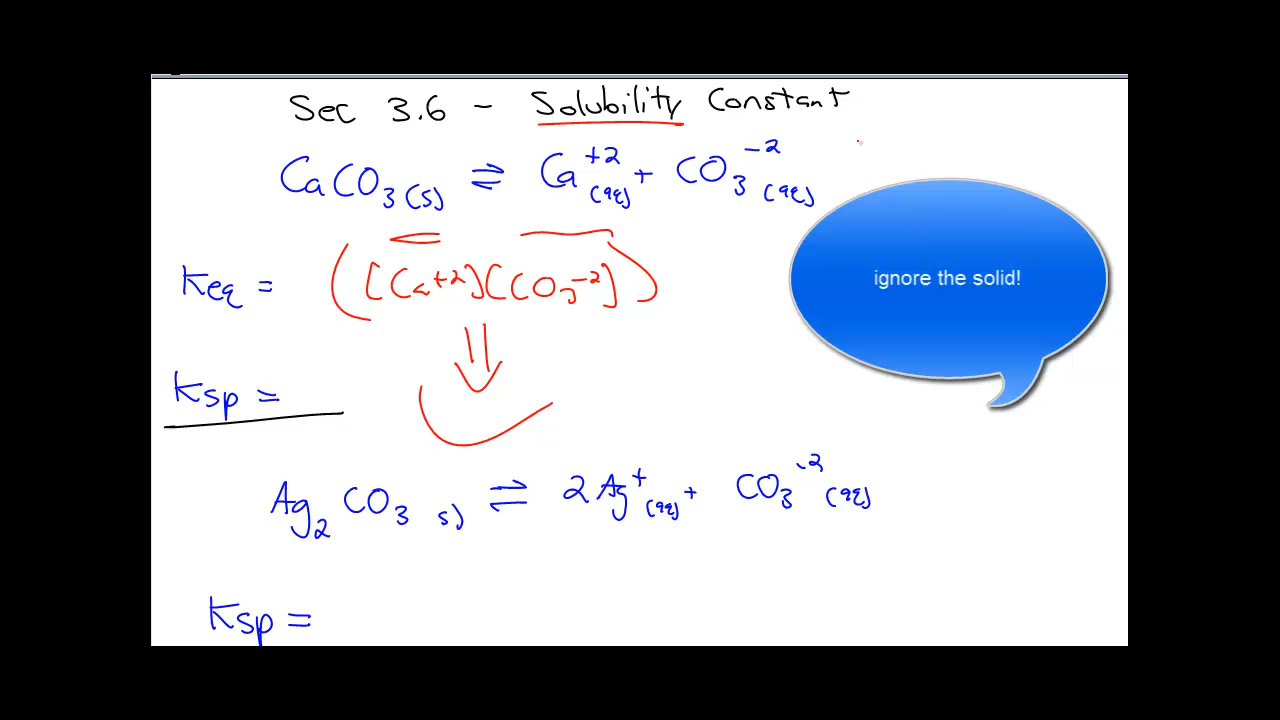 Sec 3.6 - Solubility Constant
CaCO₃(s) ⇌ Ca⁺²(aq) + CO₃⁻²(aq)
ignore the solid!
Keq = ([Ca+2][CO₃⁻²])
Ksp =
Ag₂CO₃ s) ⇌ 2Ag⁺(aq) + CO₃⁻²(aq)
Ksp =